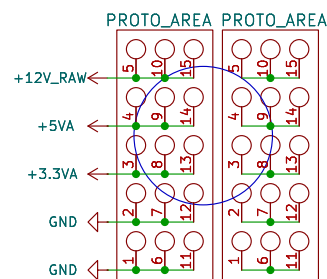 PROTO_AREA PROTO_AREA
+12V_RAW 5 10 15 5 10 15
+5VA 4 9 14 4 9 14
+3.3VA 3 8 13 3 8 13
GND 2 7 12 2 7 12
GND 1 6 11 1 6 11